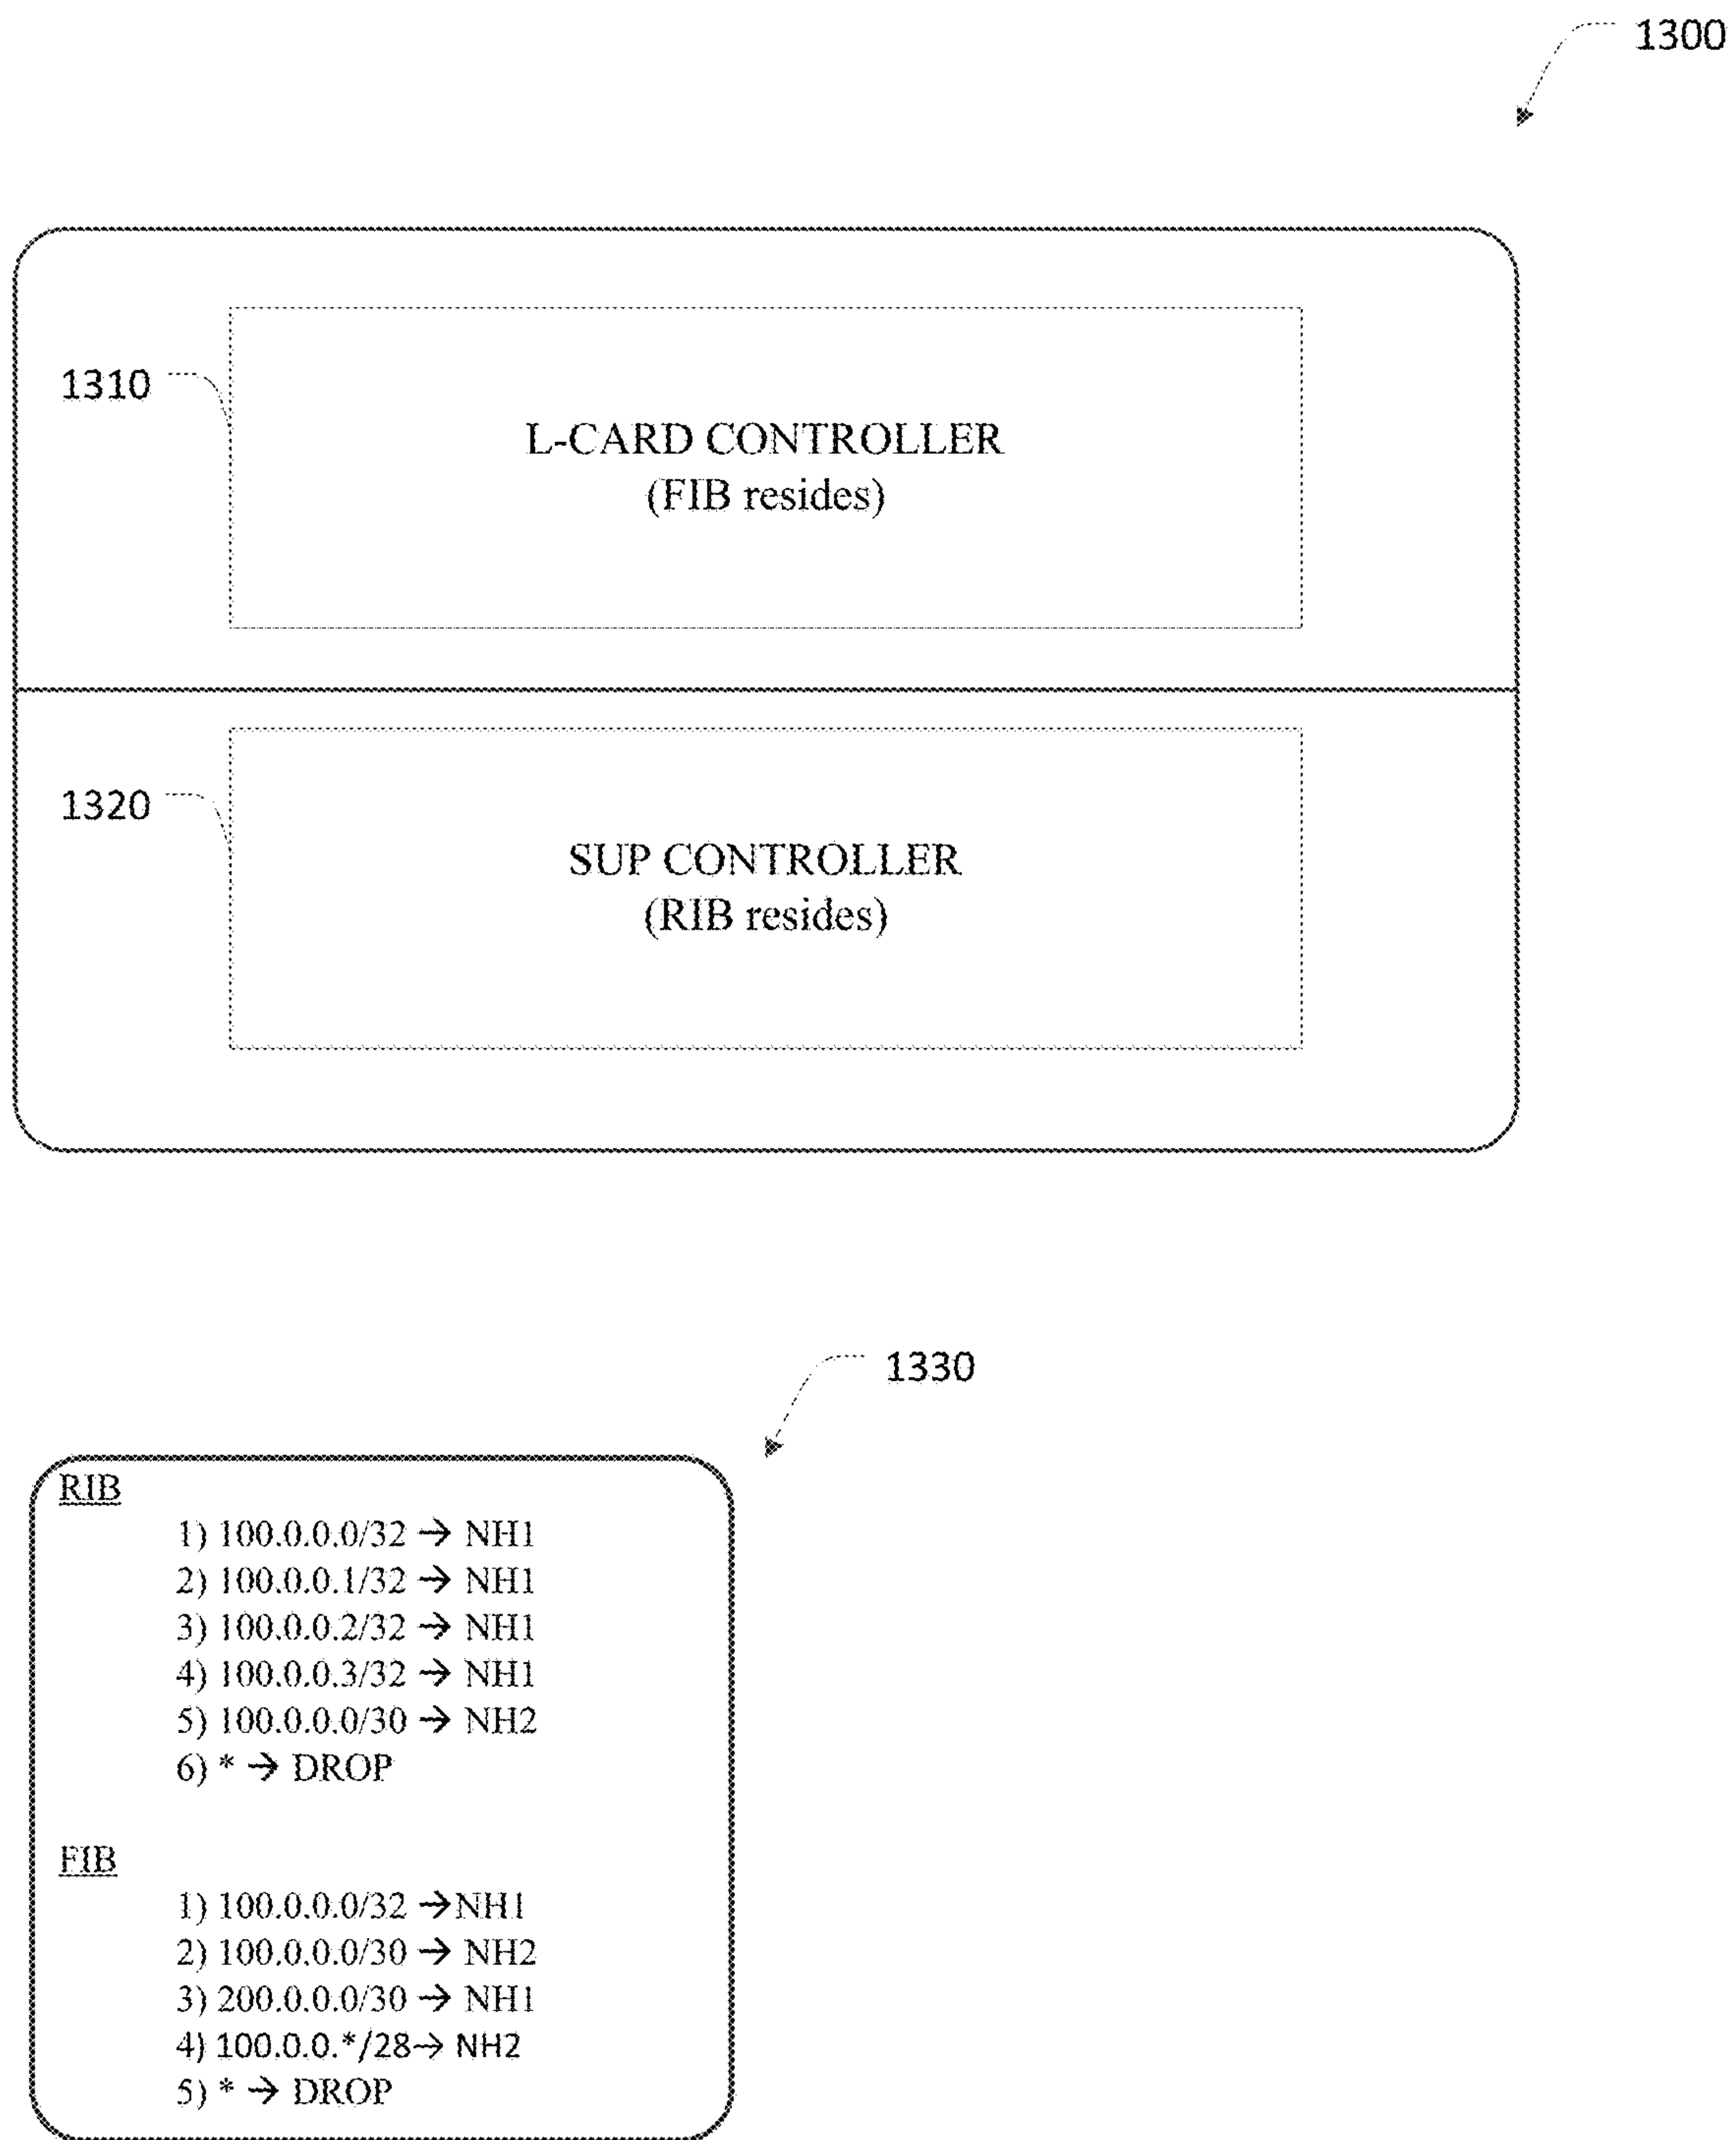 1300
1310
L-CARD CONTROLLER
(FIB resides)
1320
SUP CONTROLLER
(RIB resides)
1330
RIB
1) 100.0.0.0/32 → NH1
2) 100.0.0.1/32 → NH1
3) 100.0.0.2/32 → NH1
4) 100.0.0.3/32 → NH1
5) 100.0.0.0/30 → NH2
6) * → DROP
FIB
1) 100.0.0.0/32 →NH1
2) 100.0.0.0/30 → NH2
3) 200.0.0.0/30 → NH1
4) 100.0.0.*/28→ NH2
5) * → DROP